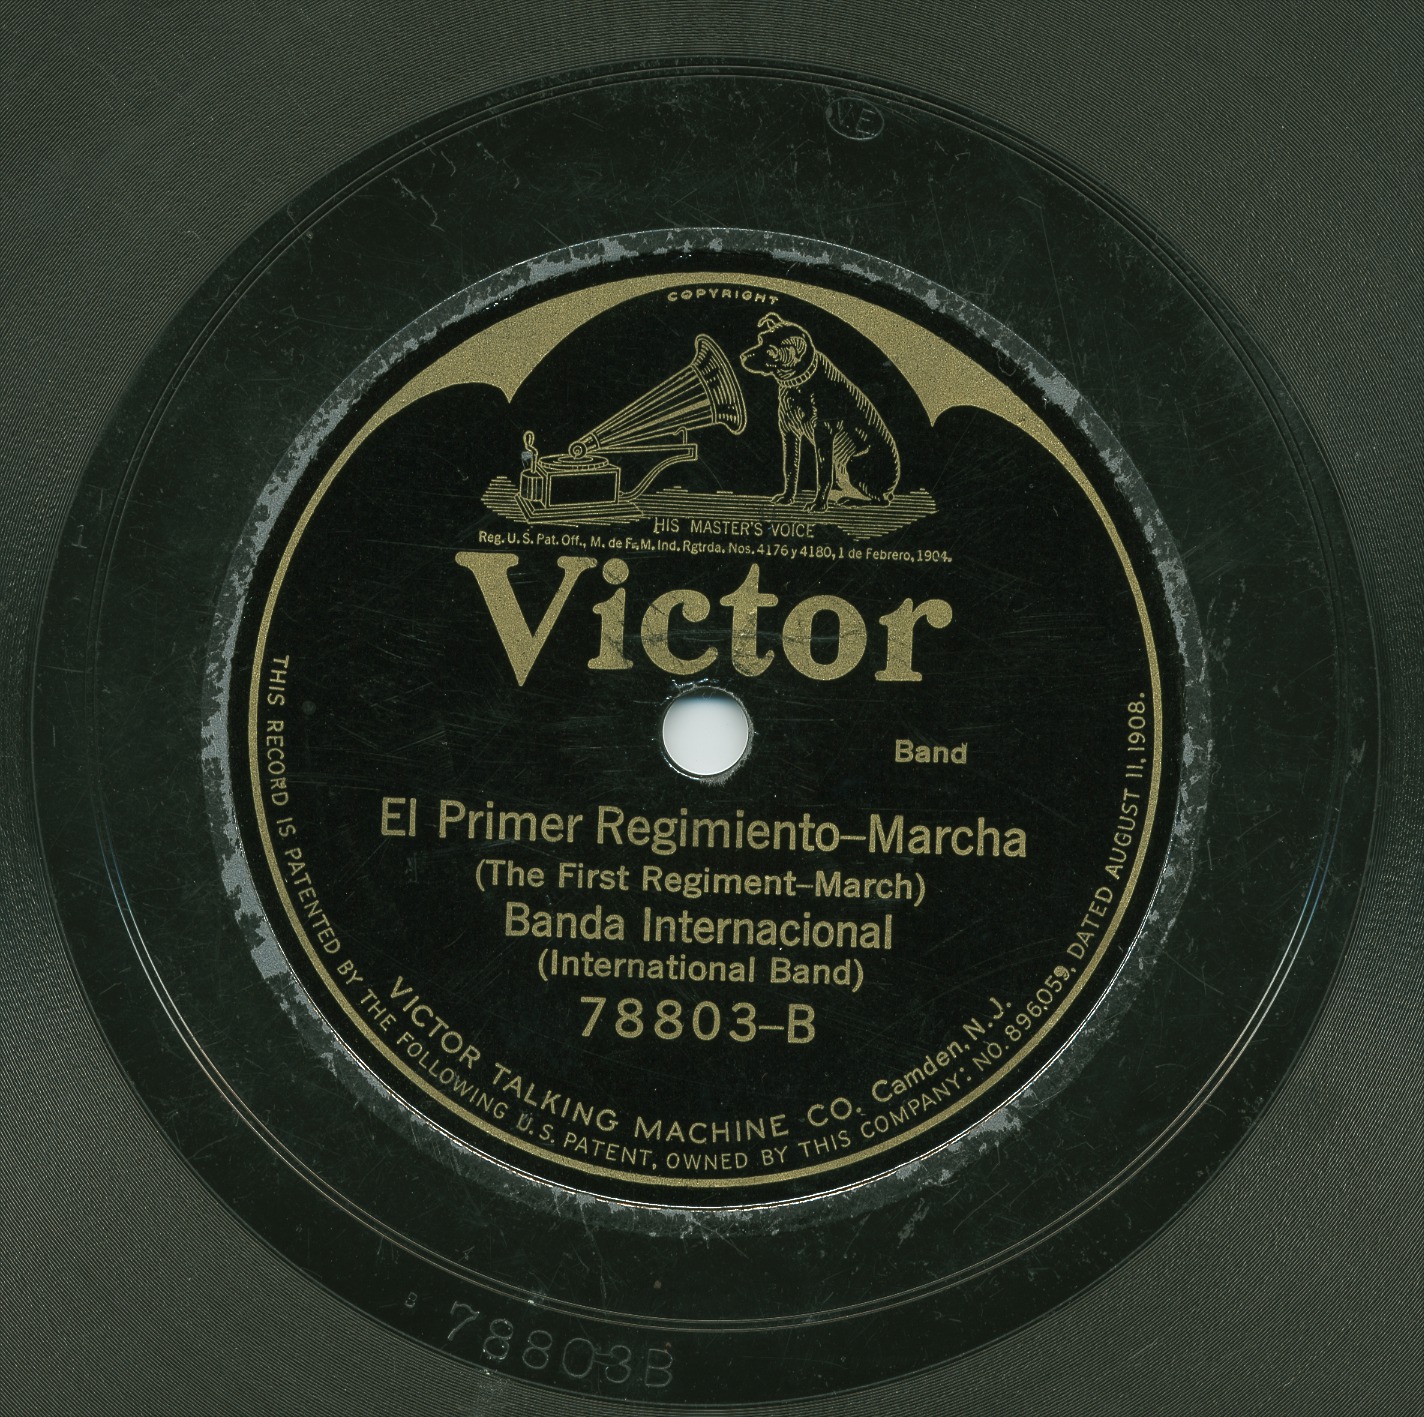 V.E
COPYRIGHT
HIS MASTER'S VOICE
Reg. U. S. Pat. Off., M. de F., M. Ind. Rgtrda. Nos. 4176 y 4180, 1 de Febrero, 1904.
Victor
Band
El Primer Regimiento–Marcha
(The First Regiment–March)
Banda Internacional
(International Band)
78803–B
VICTOR TALKING MACHINE CO. Camden, N. J.
THIS RECORD IS PATENTED BY THE FOLLOWING U. S. PATENT, OWNED BY THIS COMPANY: NO. 896,059, DATED AUGUST 11, 1908.
B 78803B